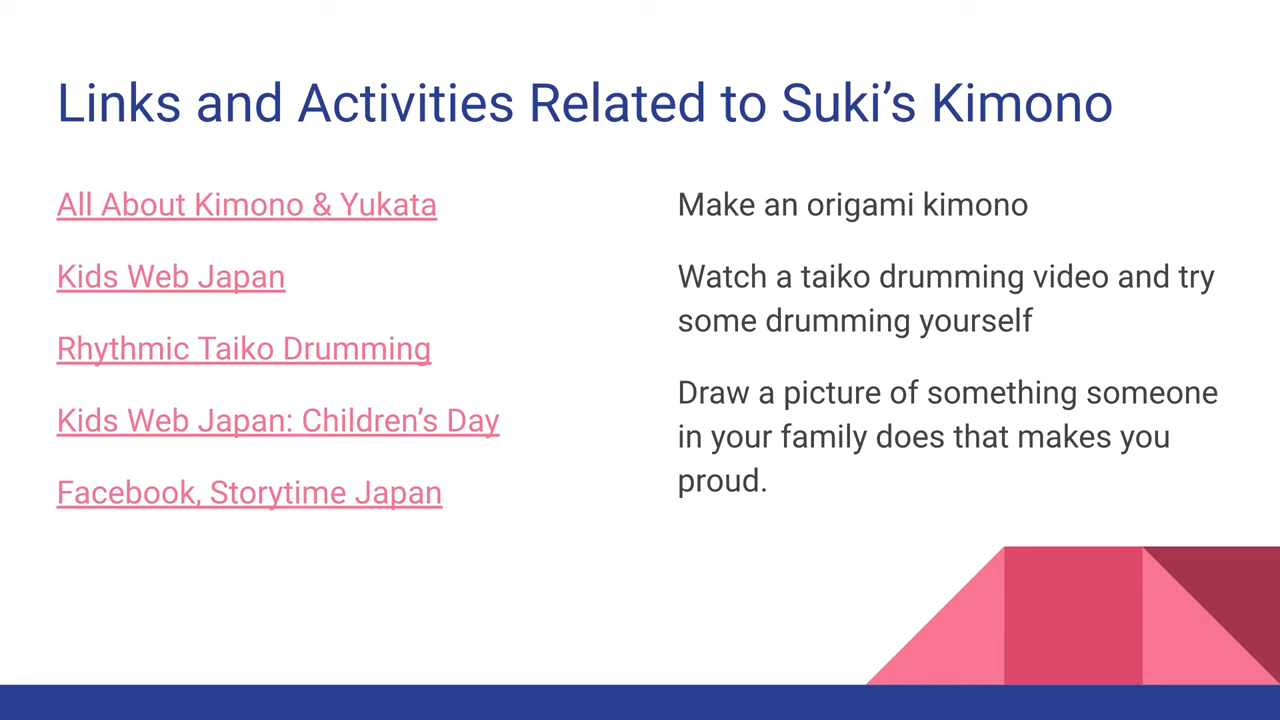 Links and Activities Related to Suki’s Kimono
All About Kimono & Yukata
Kids Web Japan
Rhythmic Taiko Drumming
Kids Web Japan: Children’s Day
Facebook, Storytime Japan
Make an origami kimono
Watch a taiko drumming video and try
some drumming yourself
Draw a picture of something someone
in your family does that makes you
proud.